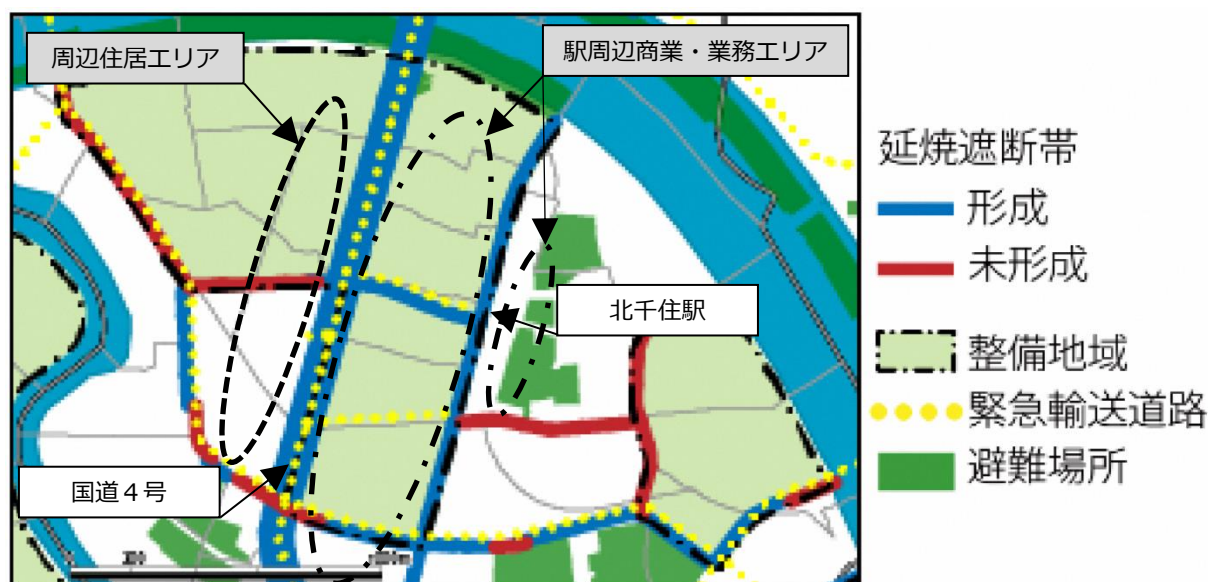 周辺住居エリア
駅周辺商業・業務エリア
北千住駅
国道４号
延焼遮断帯
形成
未形成
整備地域
緊急輸送道路
避難場所